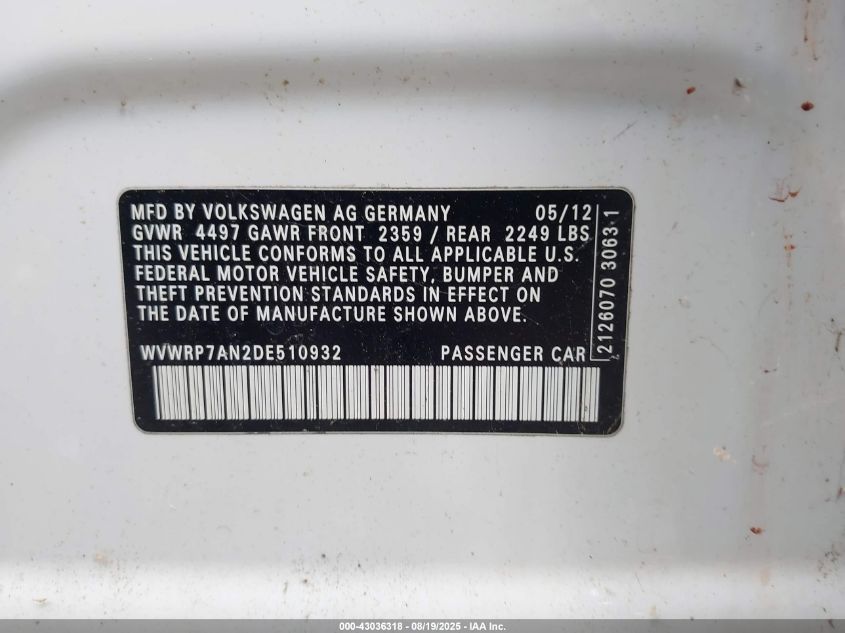 MFD BY VOLKSWAGEN AG GERMANY 05/12
GVWR 4497 GAWR FRONT 2359 / REAR 2249 LBS
THIS VEHICLE CONFORMS TO ALL APPLICABLE U.S.
FEDERAL MOTOR VEHICLE SAFETY, BUMPER AND
THEFT PREVENTION STANDARDS IN EFFECT ON
THE DATE OF MANUFACTURE SHOWN ABOVE.
WVWRP7AN2DE510932 PASSENGER CAR
2126070 3063-1
000-43036318 - 08/19/2025 - IAA Inc.